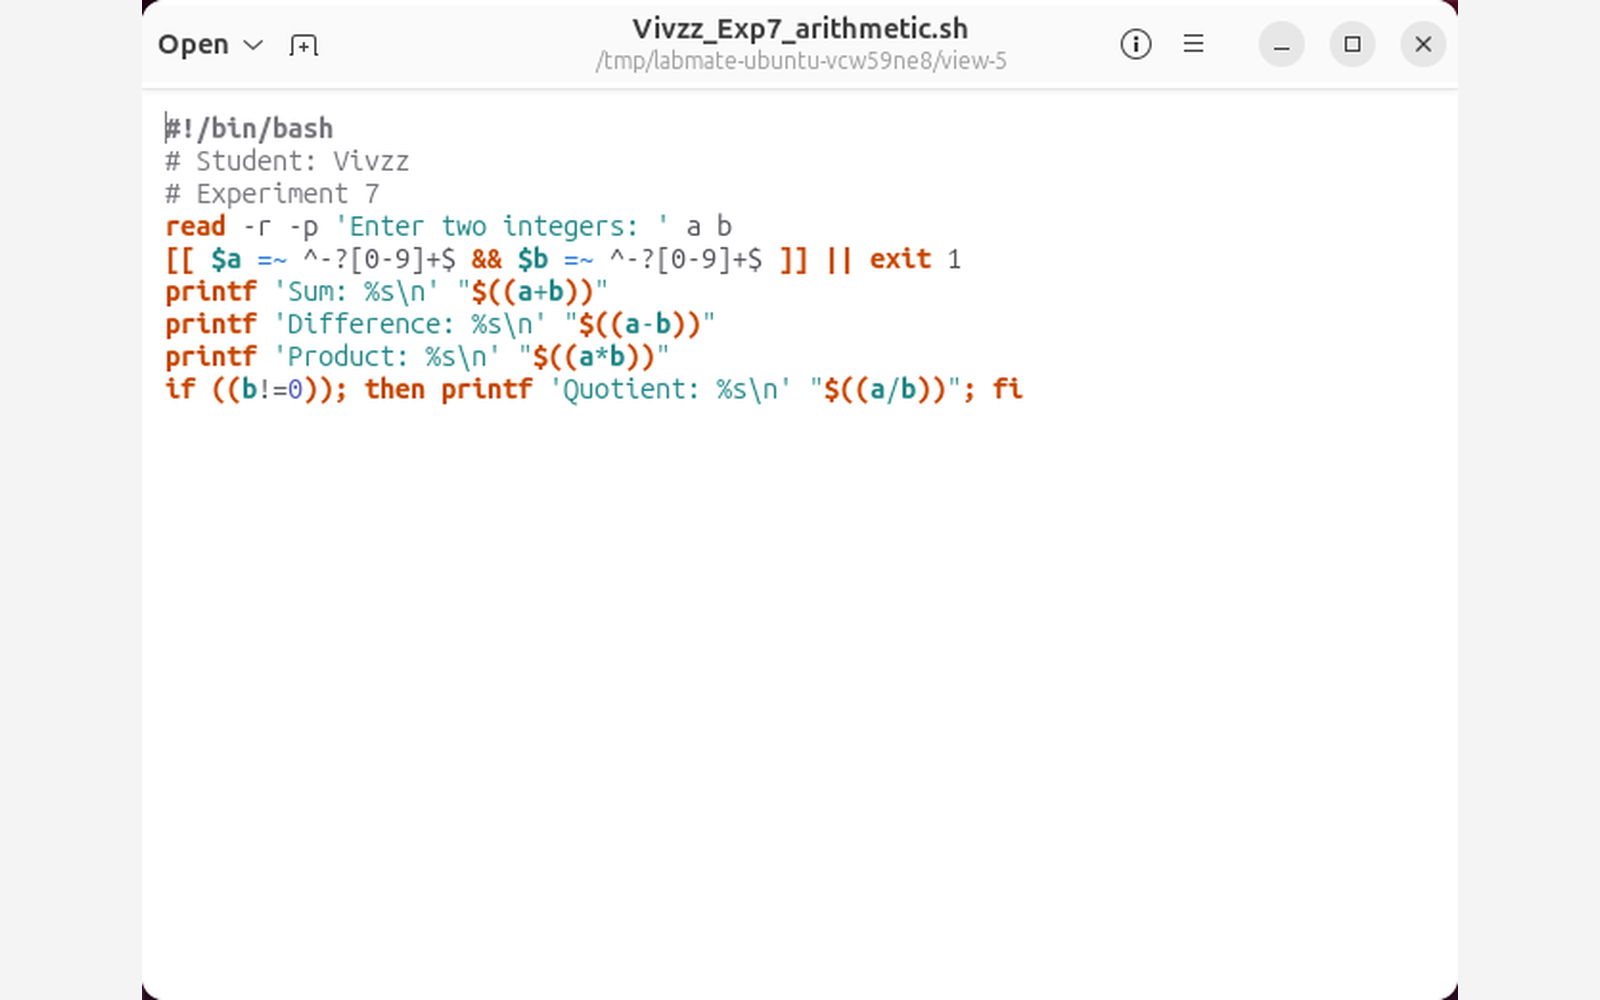 Open
Vivzz_Exp7_arithmetic.sh
/tmp/labmate-ubuntu-vcw59ne8/view-5
#!/bin/bash
# Student: Vivzz
# Experiment 7
read -r -p 'Enter two integers: ' a b
[[ $a =~ ^-?[0-9]+$ && $b =~ ^-?[0-9]+$ ]] || exit 1
printf 'Sum: %s\n' "$((a+b))"
printf 'Difference: %s\n' "$((a-b))"
printf 'Product: %s\n' "$((a*b))"
if ((b!=0)); then printf 'Quotient: %s\n' "$((a/b))"; fi